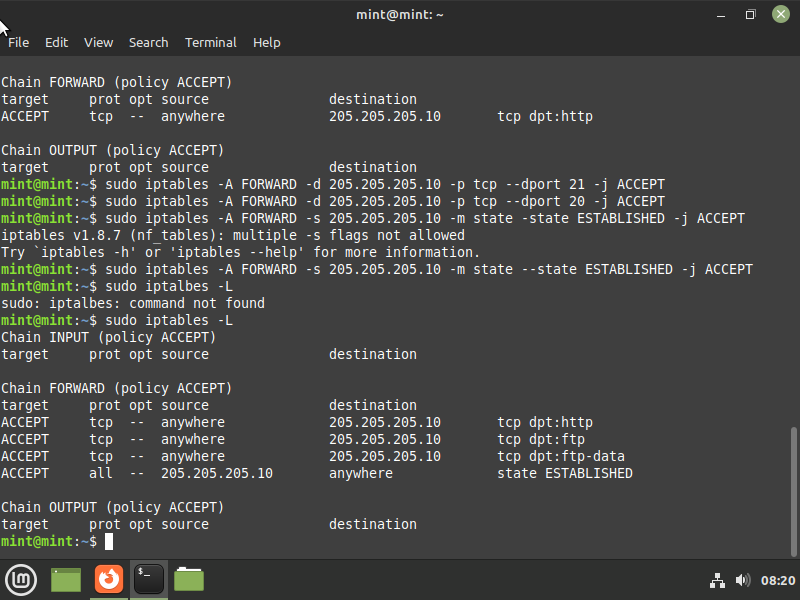 mint@mint: ~
File Edit View Search Terminal Help
Chain FORWARD (policy ACCEPT)
target     prot opt source               destination
ACCEPT     tcp  --  anywhere             205.205.205.10       tcp dpt:http
Chain OUTPUT (policy ACCEPT)
target     prot opt source               destination
mint@mint:~$ sudo iptables -A FORWARD -d 205.205.205.10 -p tcp --dport 21 -j ACCEPT
mint@mint:~$ sudo iptables -A FORWARD -d 205.205.205.10 -p tcp --dport 20 -j ACCEPT
mint@mint:~$ sudo iptables -A FORWARD -s 205.205.205.10 -m state -state ESTABLISHED -j ACCEPT
iptables v1.8.7 (nf_tables): multiple -s flags not allowed
Try `iptables -h' or 'iptables --help' for more information.
mint@mint:~$ sudo iptables -A FORWARD -s 205.205.205.10 -m state --state ESTABLISHED -j ACCEPT
mint@mint:~$ sudo iptalbes -L
sudo: iptalbes: command not found
mint@mint:~$ sudo iptables -L
Chain INPUT (policy ACCEPT)
target     prot opt source               destination
Chain FORWARD (policy ACCEPT)
target     prot opt source               destination
ACCEPT     tcp  --  anywhere             205.205.205.10       tcp dpt:http
ACCEPT     tcp  --  anywhere             205.205.205.10       tcp dpt:ftp
ACCEPT     tcp  --  anywhere             205.205.205.10       tcp dpt:ftp-data
ACCEPT     all  --  205.205.205.10       anywhere             state ESTABLISHED
Chain OUTPUT (policy ACCEPT)
target     prot opt source               destination
mint@mint:~$
$_
08:20